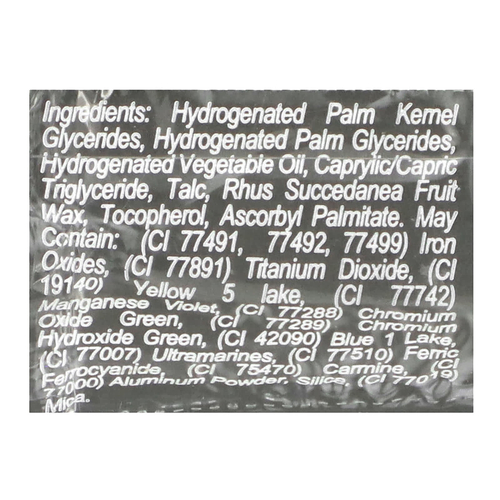 Ingredients: Hydrogenated Palm Kernel
Glycerides, Hydrogenated Palm Glycerides,
Hydrogenated Vegetable Oil, Caprylic/Capric
Triglyceride, Talc, Rhus Succedanea Fruit
Wax, Tocopherol, Ascorbyl Palmitate. May
Contain: (CI 77491, 77492, 77499) Iron
Oxides, (CI 77891) Titanium Dioxide, (CI
19140) Yellow 5 lake, (CI 77742)
Manganese Violet, (CI 77288) Chromium
Oxide Green, (CI 77289) Chromium
Hydroxide Green, (CI 42090) Blue 1 Lake,
(CI 77007) Ultramarines, (CI 77510) Ferric
Ferrocyanide, (CI 75470) Carmine, (CI
77000) Aluminum Powder, Silica, (CI 77019)
Mica.